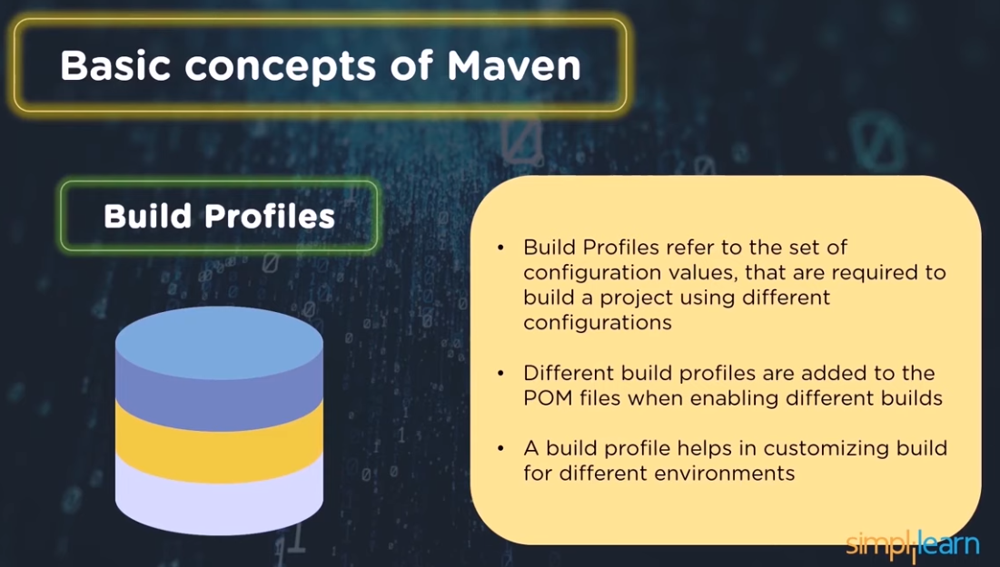 Basic concepts of Maven
Build Profiles
• Build Profiles refer to the set of
configuration values, that are required to
build a project using different
configurations
• Different build profiles are added to the
POM files when enabling different builds
• A build profile helps in customizing build
for different environments
simplilearn